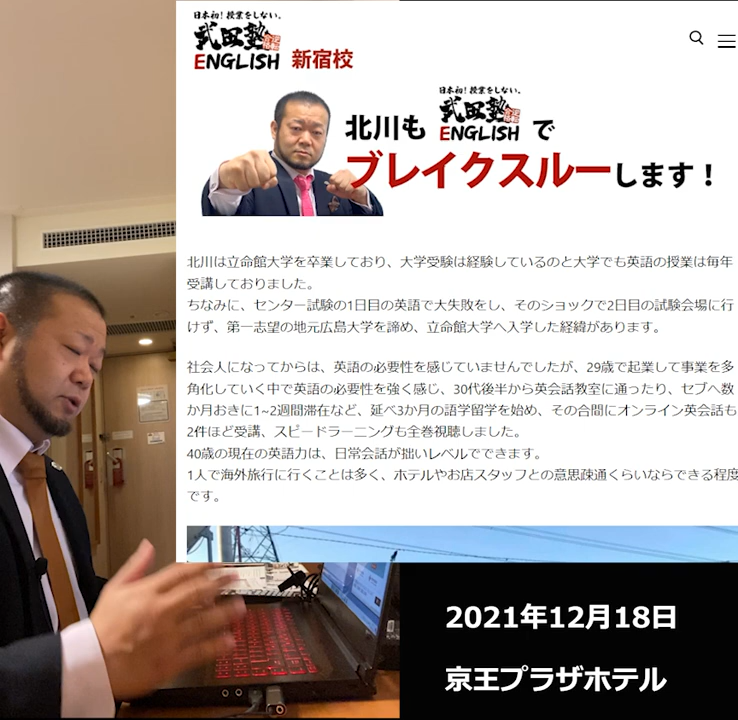 日本初!授業をしない。
武田塾
逆転合格
ENGLISH 新宿校
日本初!授業をしない。
北川も 武田塾 逆転合格 ENGLISH で
ブレイクスルーします!
北川は立命館大学を卒業しており、大学受験は経験しているのと大学でも英語の授業は毎年
受講しておりました。
ちなみに、センター試験の1日目の英語で大失敗をし、そのショックで2日目の試験会場に行
けず、第一志望の地元広島大学を諦め、立命館大学へ入学した経緯があります。
社会人になってからは、英語の必要性を感じていませんでしたが、29歳で起業して事業を多
角化していく中で英語の必要性を強く感じ、30代後半から英会話教室に通ったり、セブへ数
か月おきに1~2週間滞在など、延べ3か月の語学留学を始め、その合間にオンライン英会話も
2件ほど受講、スピードラーニングも全巻視聴しました。
40歳の現在の英語力は、日常会話が拙いレベルでできます。
1人で海外旅行に行くことは多く、ホテルやお店スタッフとの意思疎通くらいならできる程度
です。
2021年12月18日
京王プラザホテル